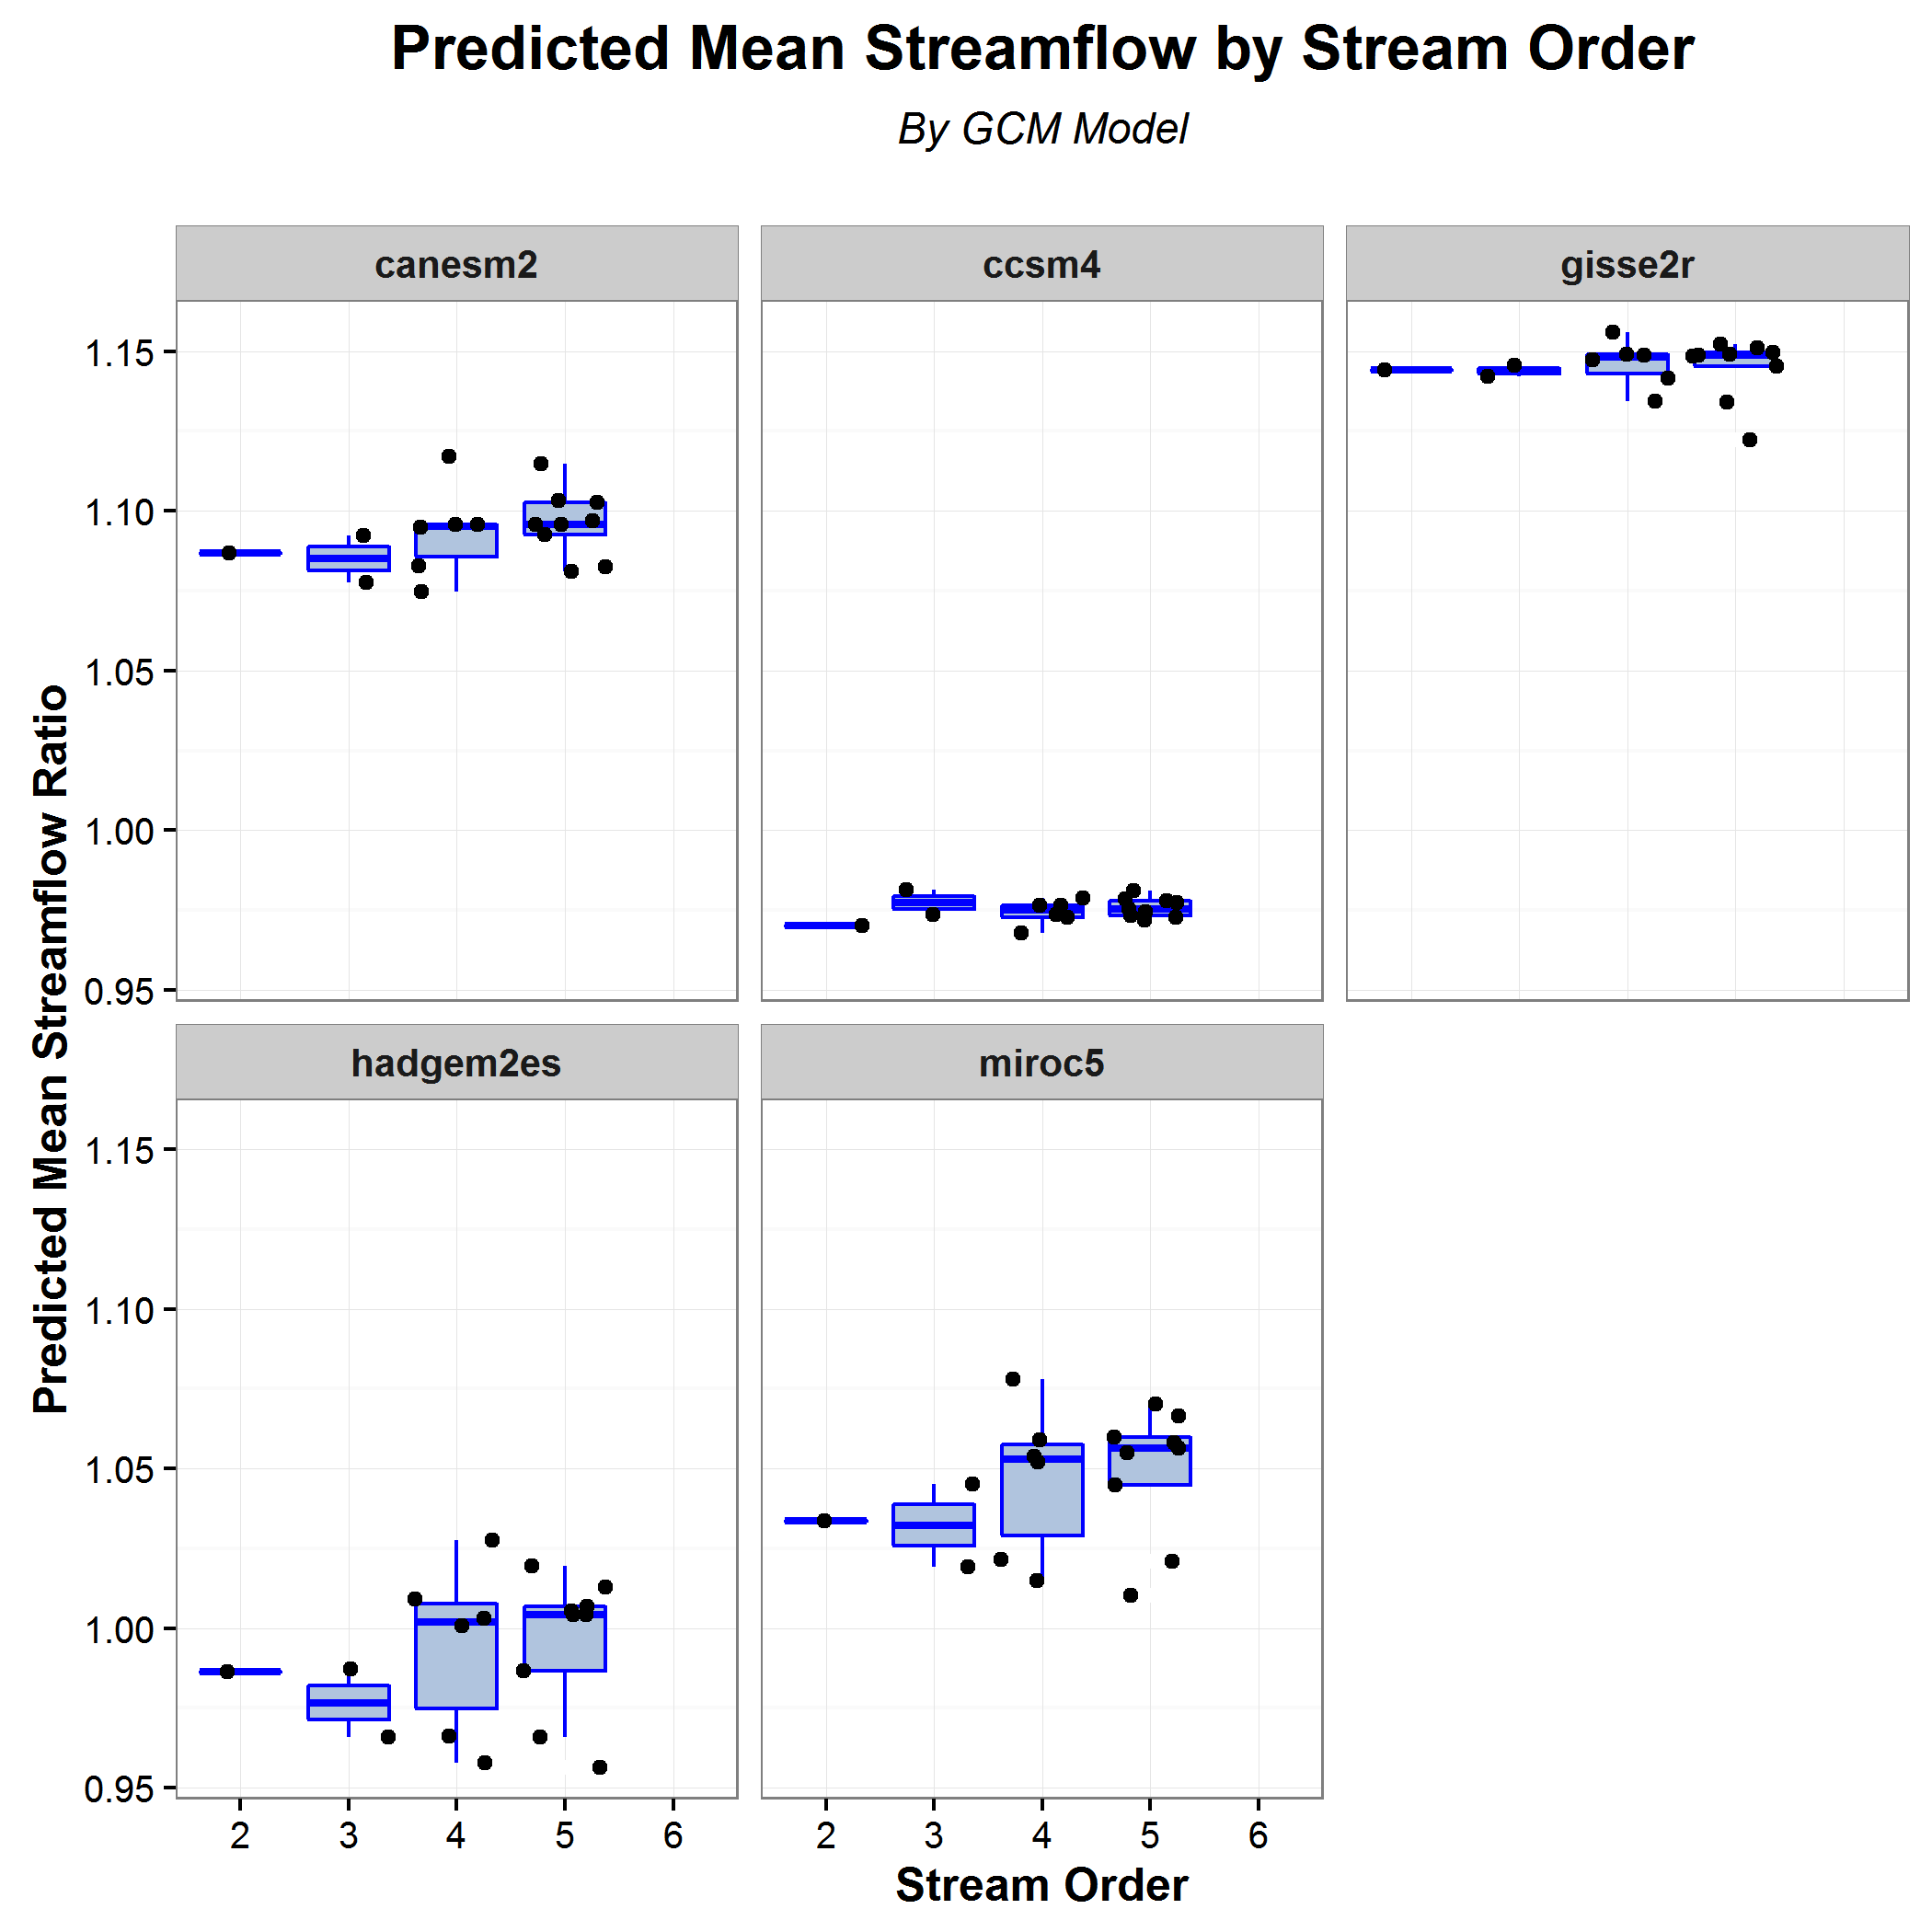 Predicted Mean Streamflow by Stream Order
By GCM Model
canesm2
ccsm4
gisse2r
1.15
1.10
1.05
1.00
0.95
Predicted Mean Streamflow Ratio
hadgem2es
miroc5
1.15
1.10
1.05
1.00
0.95
2 3 4 5 6
2 3 4 5 6
Stream Order